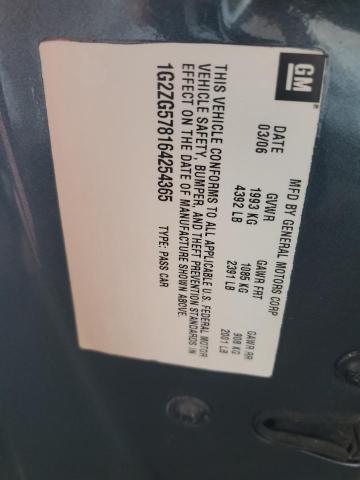 GM
MFD BY GENERAL MOTORS CORP
DATE GVWR GAWR FRT GAWR RR
03/06 1993 KG 1085 KG 908 KG
4392 LB 2391 LB 2001 LB
THIS VEHICLE CONFORMS TO ALL APPLICABLE U.S. FEDERAL MOTOR
VEHICLE SAFETY, BUMPER, AND THEFT PREVENTION STANDARDS IN
EFFECT ON THE DATE OF MANUFACTURE SHOWN ABOVE.
1G2ZG578164254365 TYPE: PASS CAR